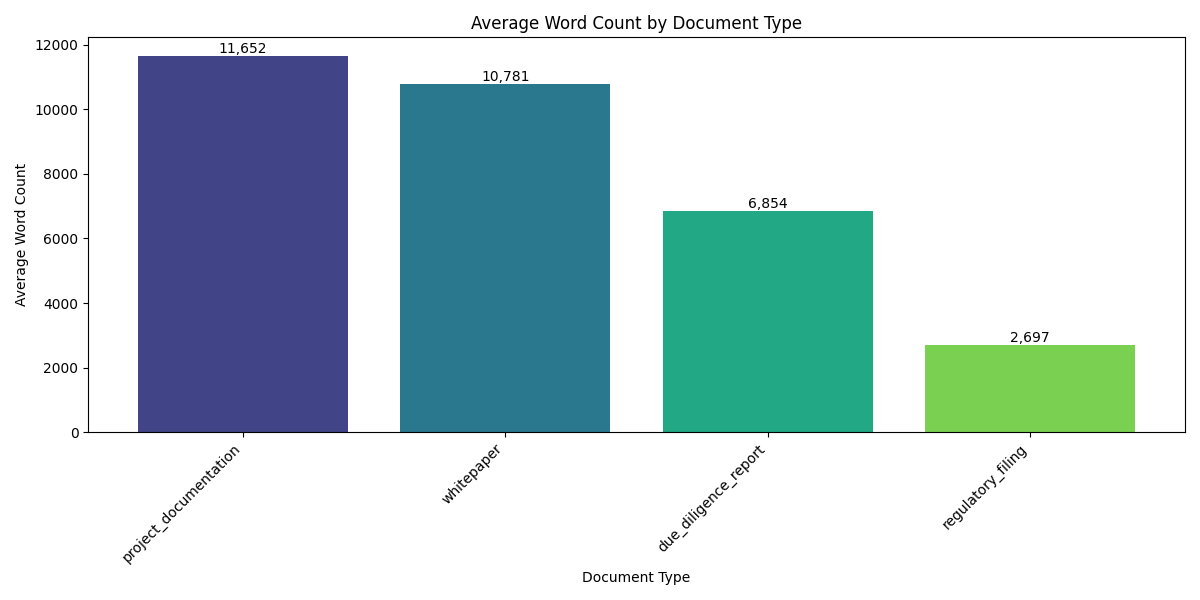 Average Word Count by Document Type
Average Word Count
12000
10000
8000
6000
4000
2000
0
11,652
10,781
6,854
2,697
project_documentation
whitepaper
due_diligence_report
regulatory_filing
Document Type